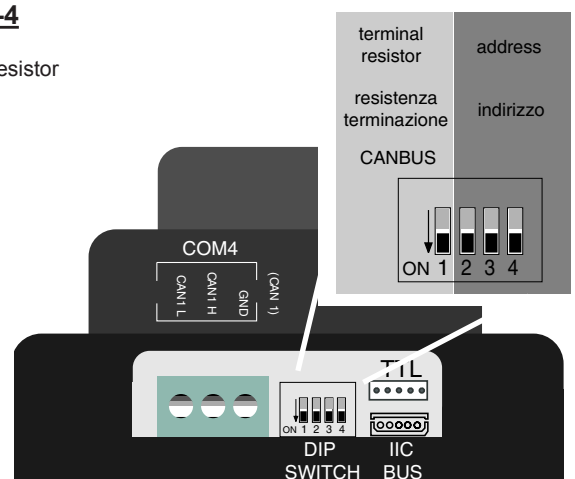 -4
esistor
terminal
resistor
address
resistenza
terminazione
indirizzo
CANBUS
ON 1 2 3 4
COM4
CAN1 L
CAN1 H
GND
(CAN 1)
TTL
ON 1 2 3 4
DIP
SWITCH
IIC
BUS